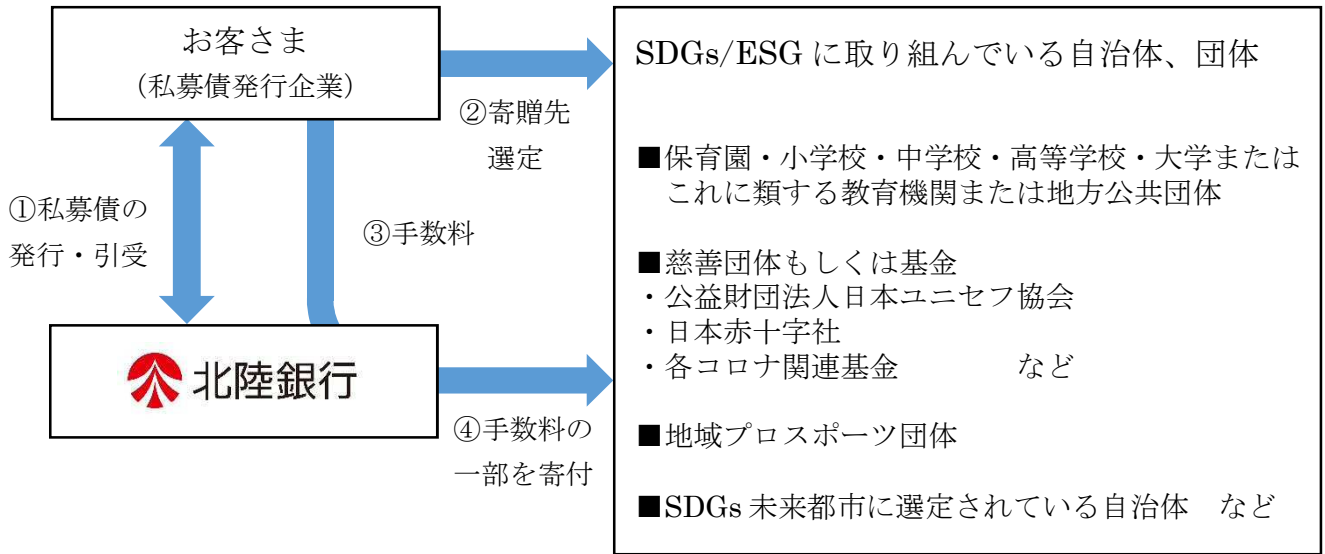 お客さま
(私募債発行企業)
①私募債の
発行・引受
②寄贈先
選定
③手数料
北陸銀行
④手数料の
一部を寄付
SDGs/ESG に取り組んでいる自治体、団体
■保育園・小学校・中学校・高等学校・大学または
これに類する教育機関または地方公共団体
■慈善団体もしくは基金
・公益財団法人日本ユニセフ協会
・日本赤十字社
・各コロナ関連基金　　　など
■地域プロスポーツ団体
■SDGs 未来都市に選定されている自治体　など